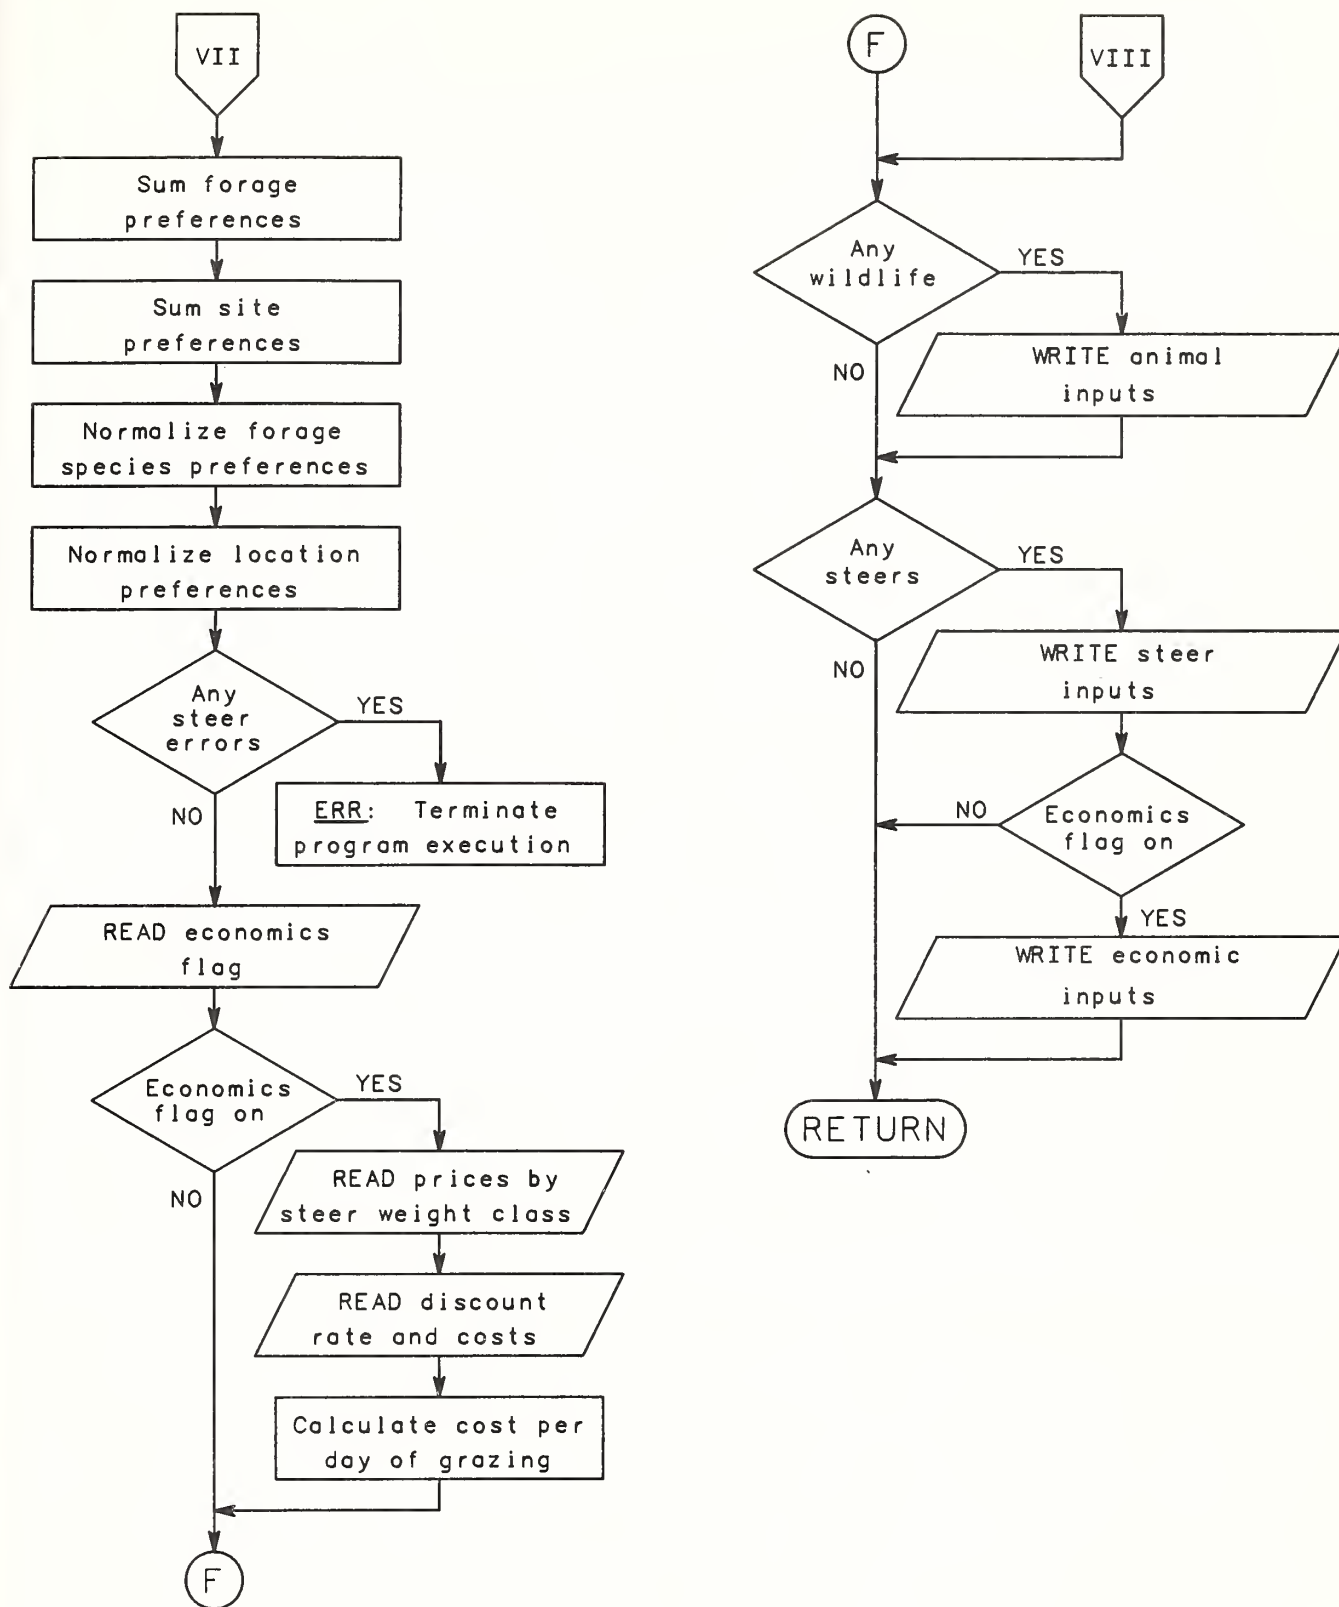 VII
Sum forage
preferences
Sum site
preferences
Normalize forage
species preferences
Normalize location
preferences
Any
steer
errors
YES
NO
ERR: Terminate
program execution
READ economics
flag
Economics
flag on
YES
NO
READ prices by
steer weight class
READ discount
rate and costs
Calculate cost per
day of grazing
F
F
VIII
Any
wildlife
YES
NO
WRITE animal
inputs
Any
steers
YES
NO
WRITE steer
inputs
Economics
flag on
NO
YES
WRITE economic
inputs
RETURN